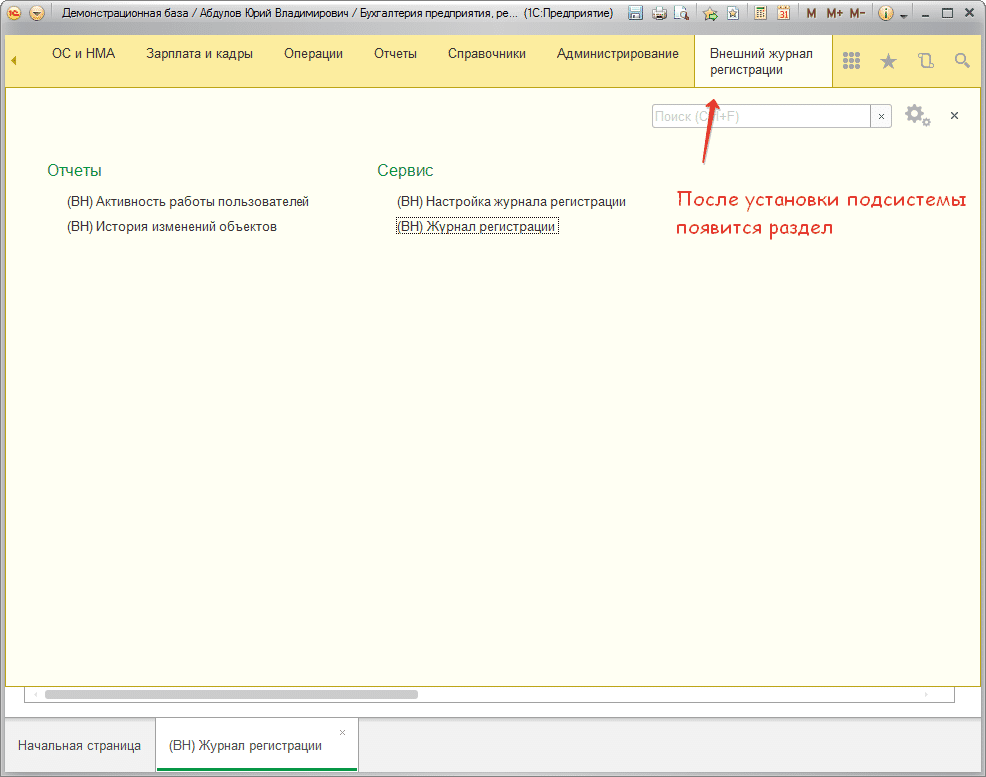 Демонстрационная база / Абдулов Юрий Владимирович / Бухгалтерия предприятия, ре... (1С:Предприятие)
M M+ M-
31
ОС и НМА Зарплата и кадры Операции Отчеты Справочники Администрирование Внешний журнал
регистрации
Поиск (Ctrl+F)
Отчеты
(ВН) Активность работы пользователей
(ВН) История изменений объектов
Сервис
(ВН) Настройка журнала регистрации
(ВН) Журнал регистрации
После установки подсистемы
появится раздел
Начальная страница
(ВН) Журнал регистрации